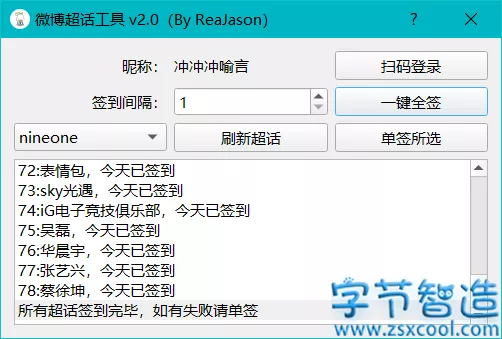 微博超话工具 v2.0（By ReaJason）
昵称： 冲冲冲喻言
扫码登录
签到间隔： 1
一键全签
nineone
刷新超话
单签所选
72:表情包，今天已签到
73:sky光遇，今天已签到
74:iG电子竞技俱乐部，今天已签到
75:吴磊，今天已签到
76:华晨宇，今天已签到
77:张艺兴，今天已签到
78:蔡徐坤，今天已签到
所有超话签到完毕，如有失败请单签
字节智造
www.zsxcool.com